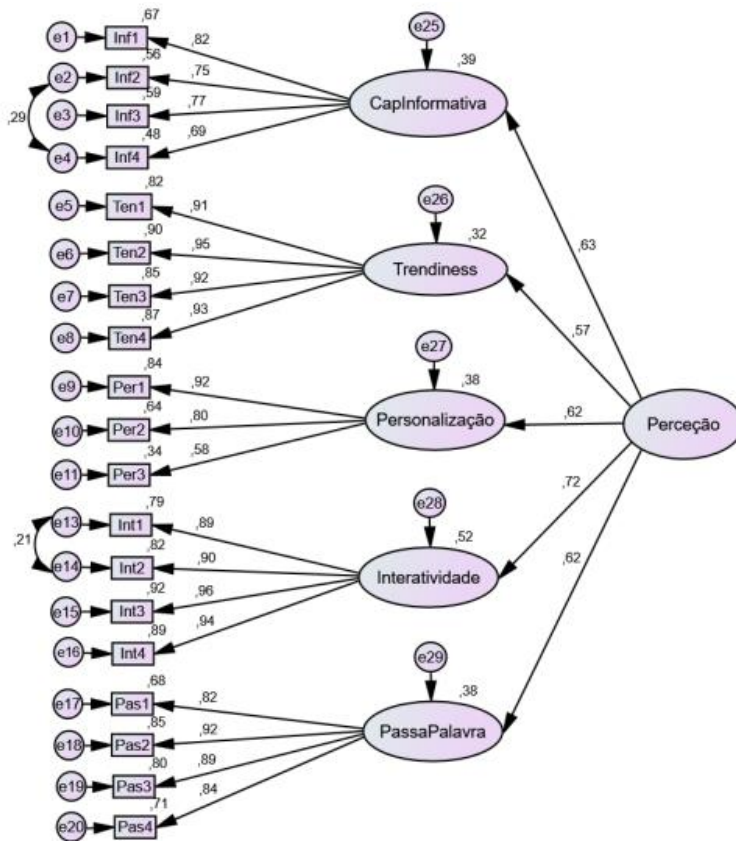 ,67
e1 Inf1 ,82 e25
,56 ,39
e2 Inf2 ,75
,59 CapInformativa
e3 Inf3 ,77
,29 ,48
e4 Inf4 ,69
,82
e5 Ten1 ,91 e26
,90 ,32 ,63
e6 Ten2 ,95
,85 Trendiness
e7 Ten3 ,92
,87 ,57
e8 Ten4 ,93
,84 e27
e9 Per1 ,92 ,38
,64
e10 Per2 ,80 Personalização ,62 Perceção
,34
e11 Per3 ,58
,79 e28 ,72
e13 Int1 ,89
,21 ,82 ,52
e14 Int2 ,90 ,62
,92 Interatividade
e15 Int3 ,96
,89
e16 Int4 ,94
,68 e29
e17 Pas1 ,82 ,38
,85
e18 Pas2 ,92 PassaPalavra
,80
e19 Pas3 ,89
,71
e20 Pas4 ,84